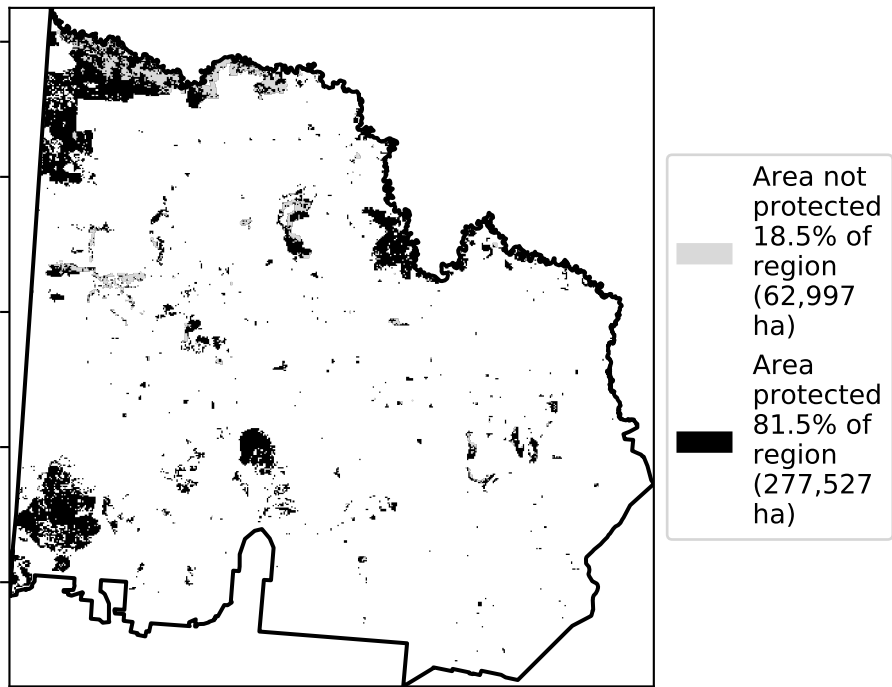 Area not
protected
18.5% of
region
(62,997
ha)
Area
protected
81.5% of
region
(277,527
ha)